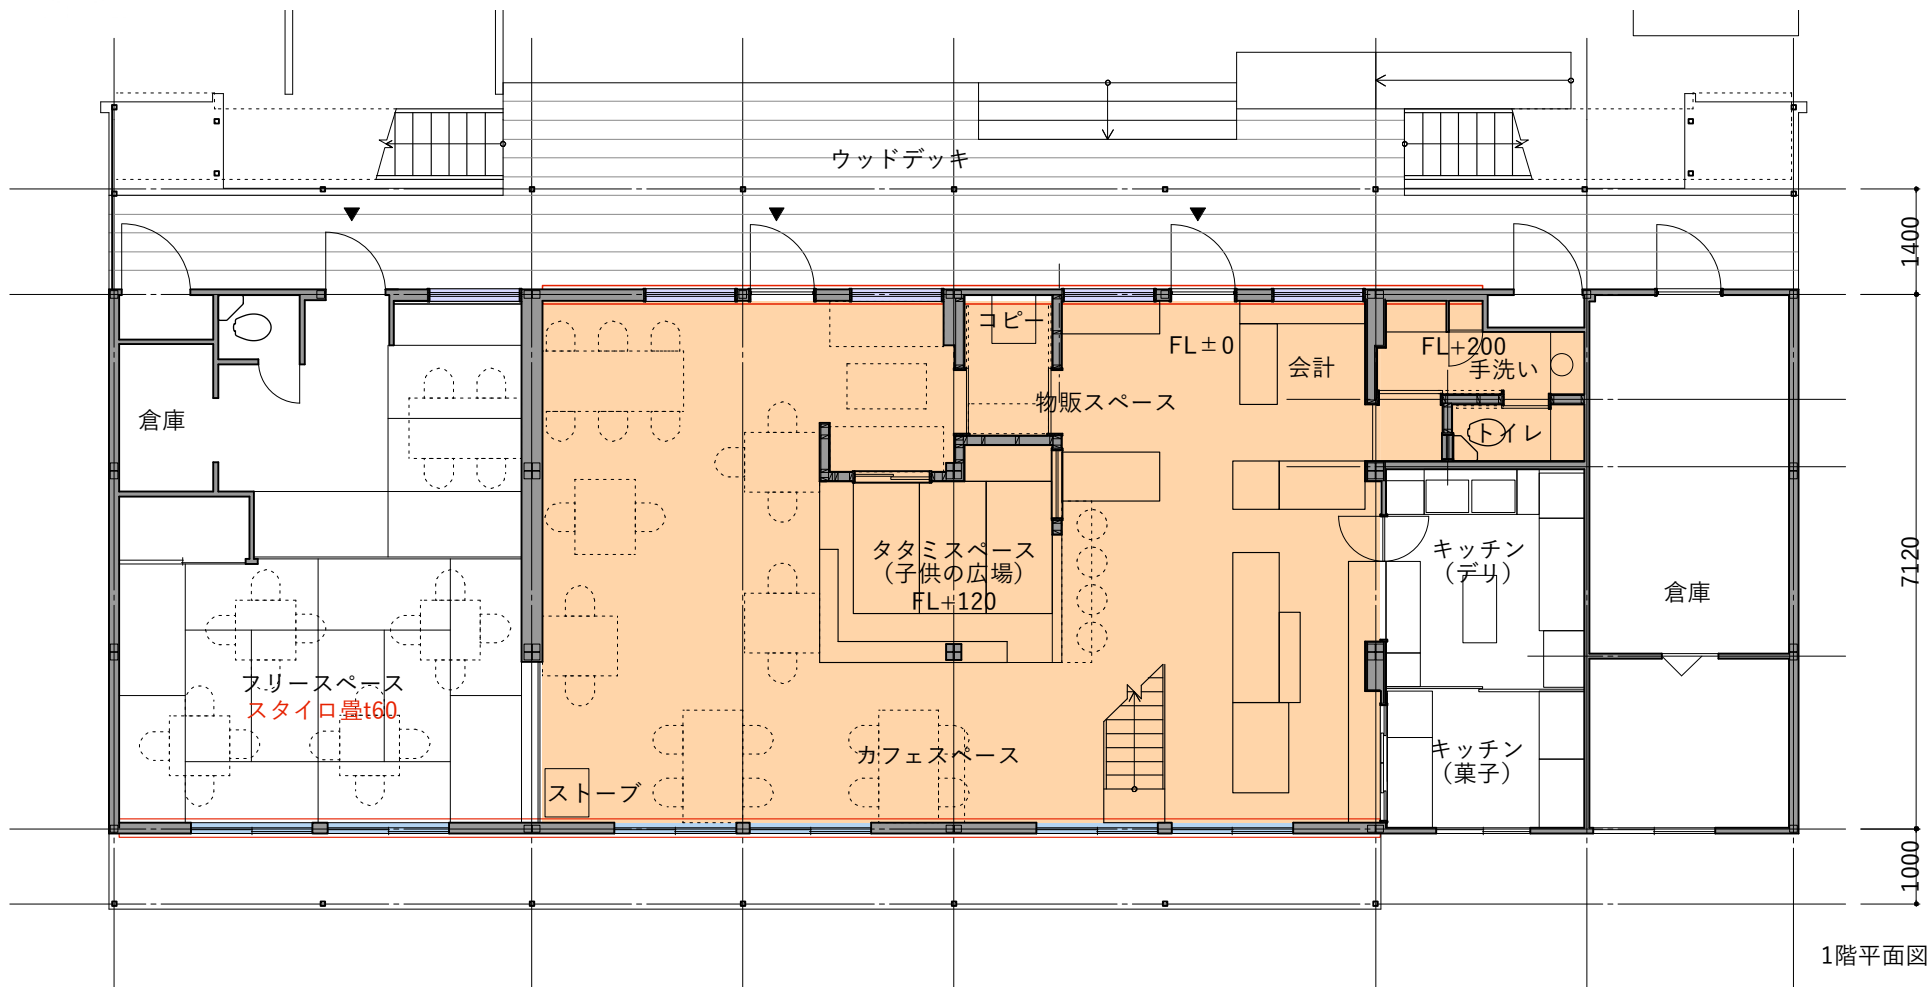 ウッドデッキ
1400
コピー
FL±0
FL+200
会計
手洗い
物販スペース
倉庫
トイレ
タタミスペース
（子供の広場）
FL+120
キッチン
（デリ）
7120
倉庫
フリースペース
スタイロ畳t60
カフェスペース
キッチン
（菓子）
ストーブ
1000
1階平面図